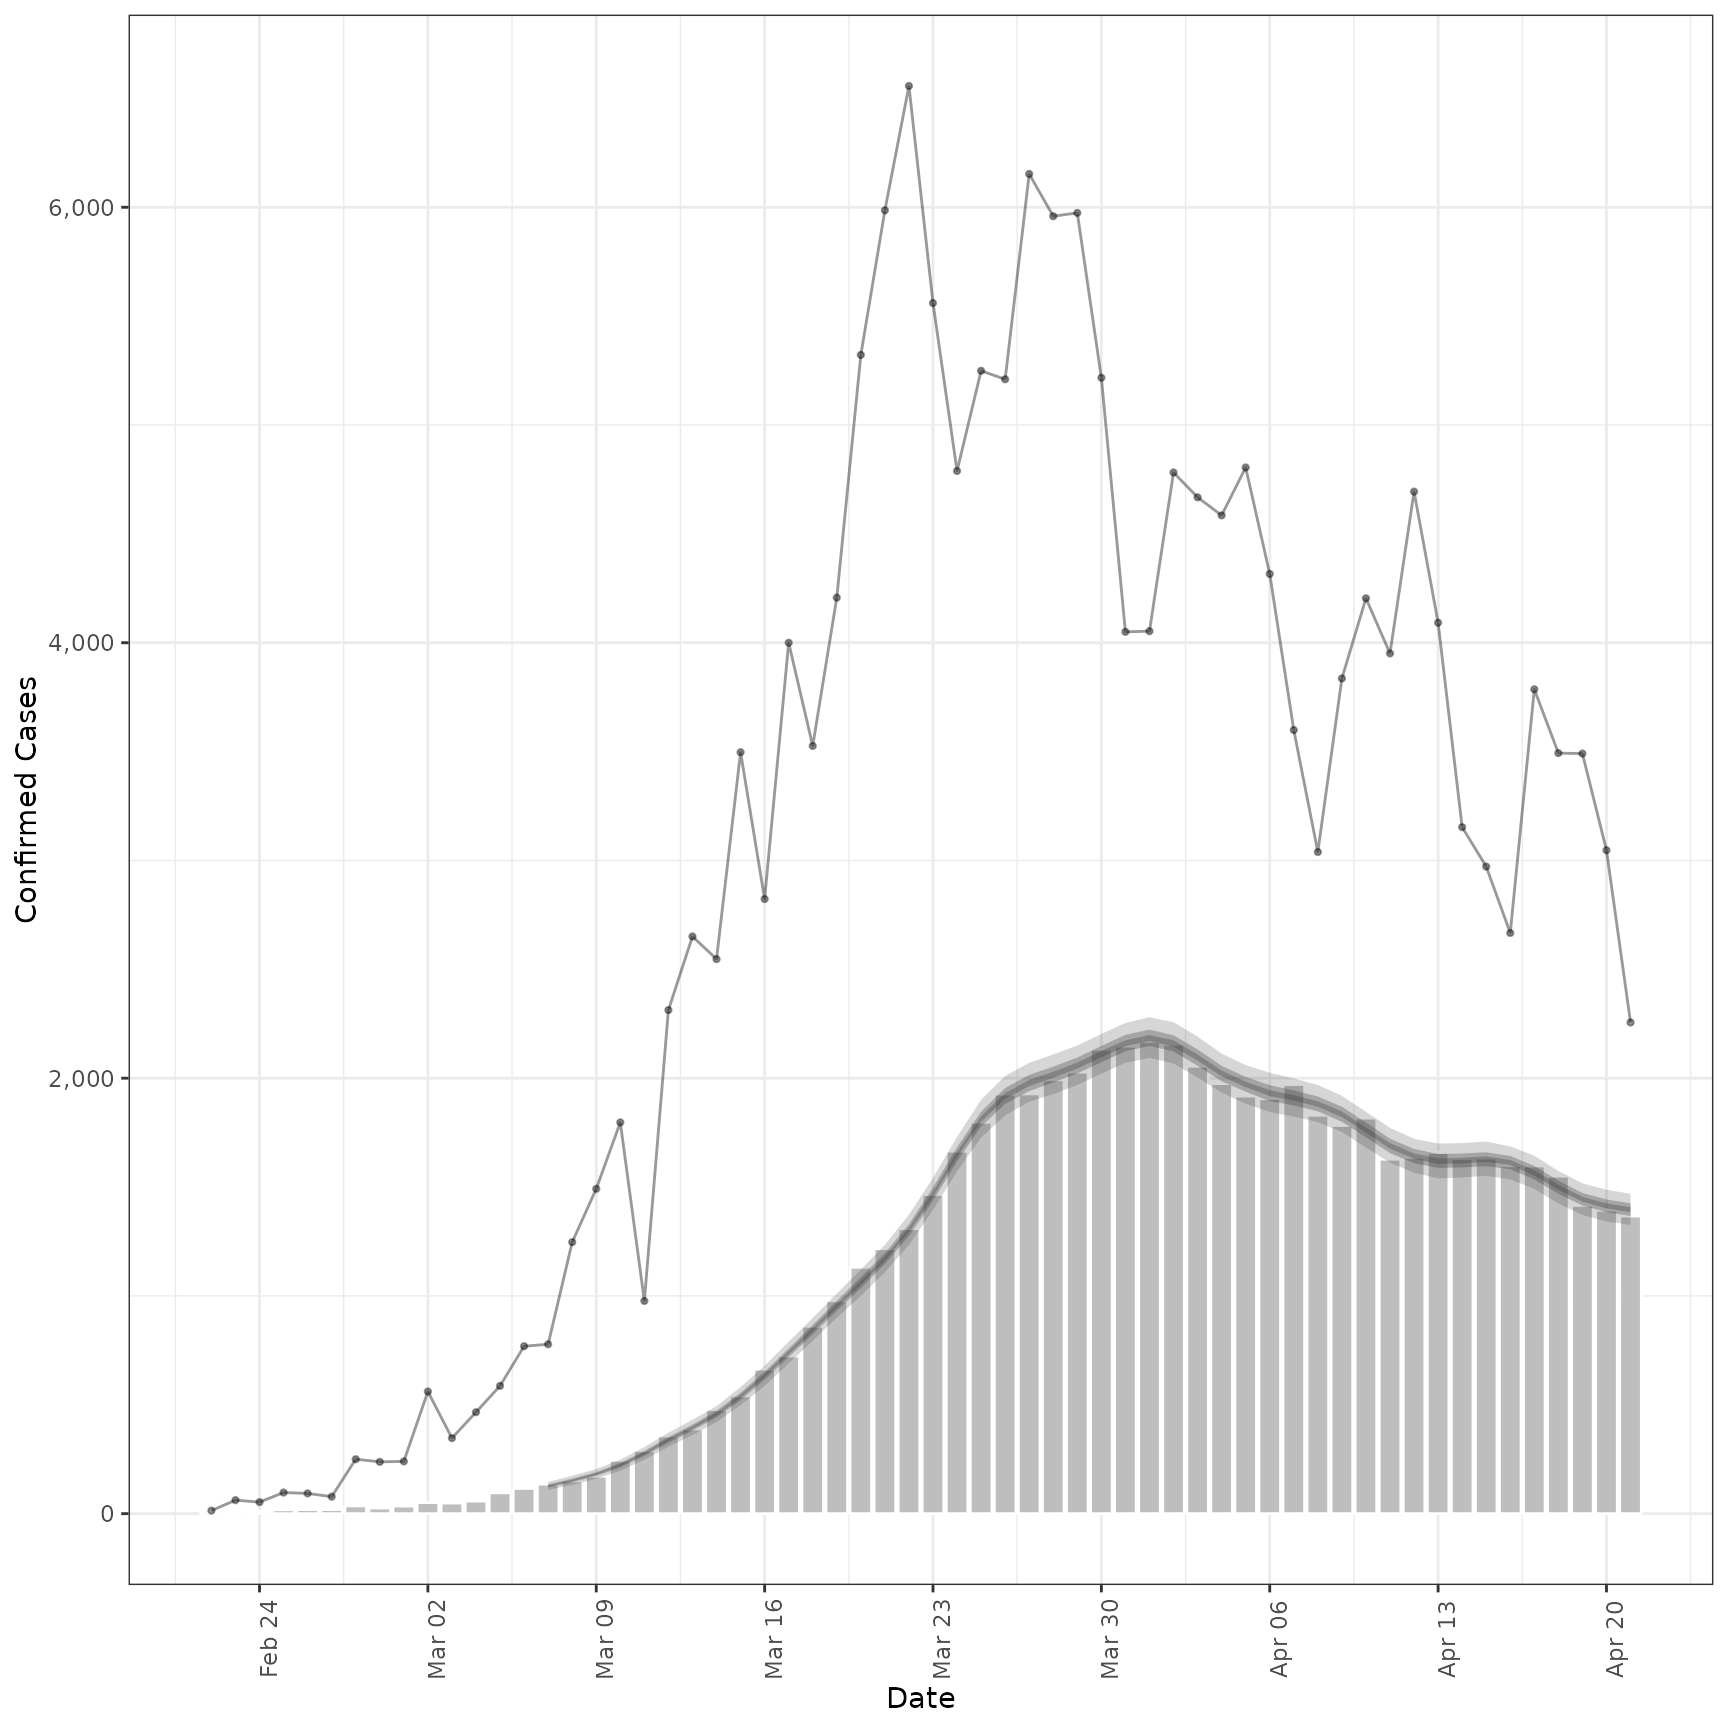 6,000
4,000
2,000
0
Confirmed Cases
Feb 24
Mar 02
Mar 09
Mar 16
Mar 23
Mar 30
Apr 06
Apr 13
Apr 20
Date